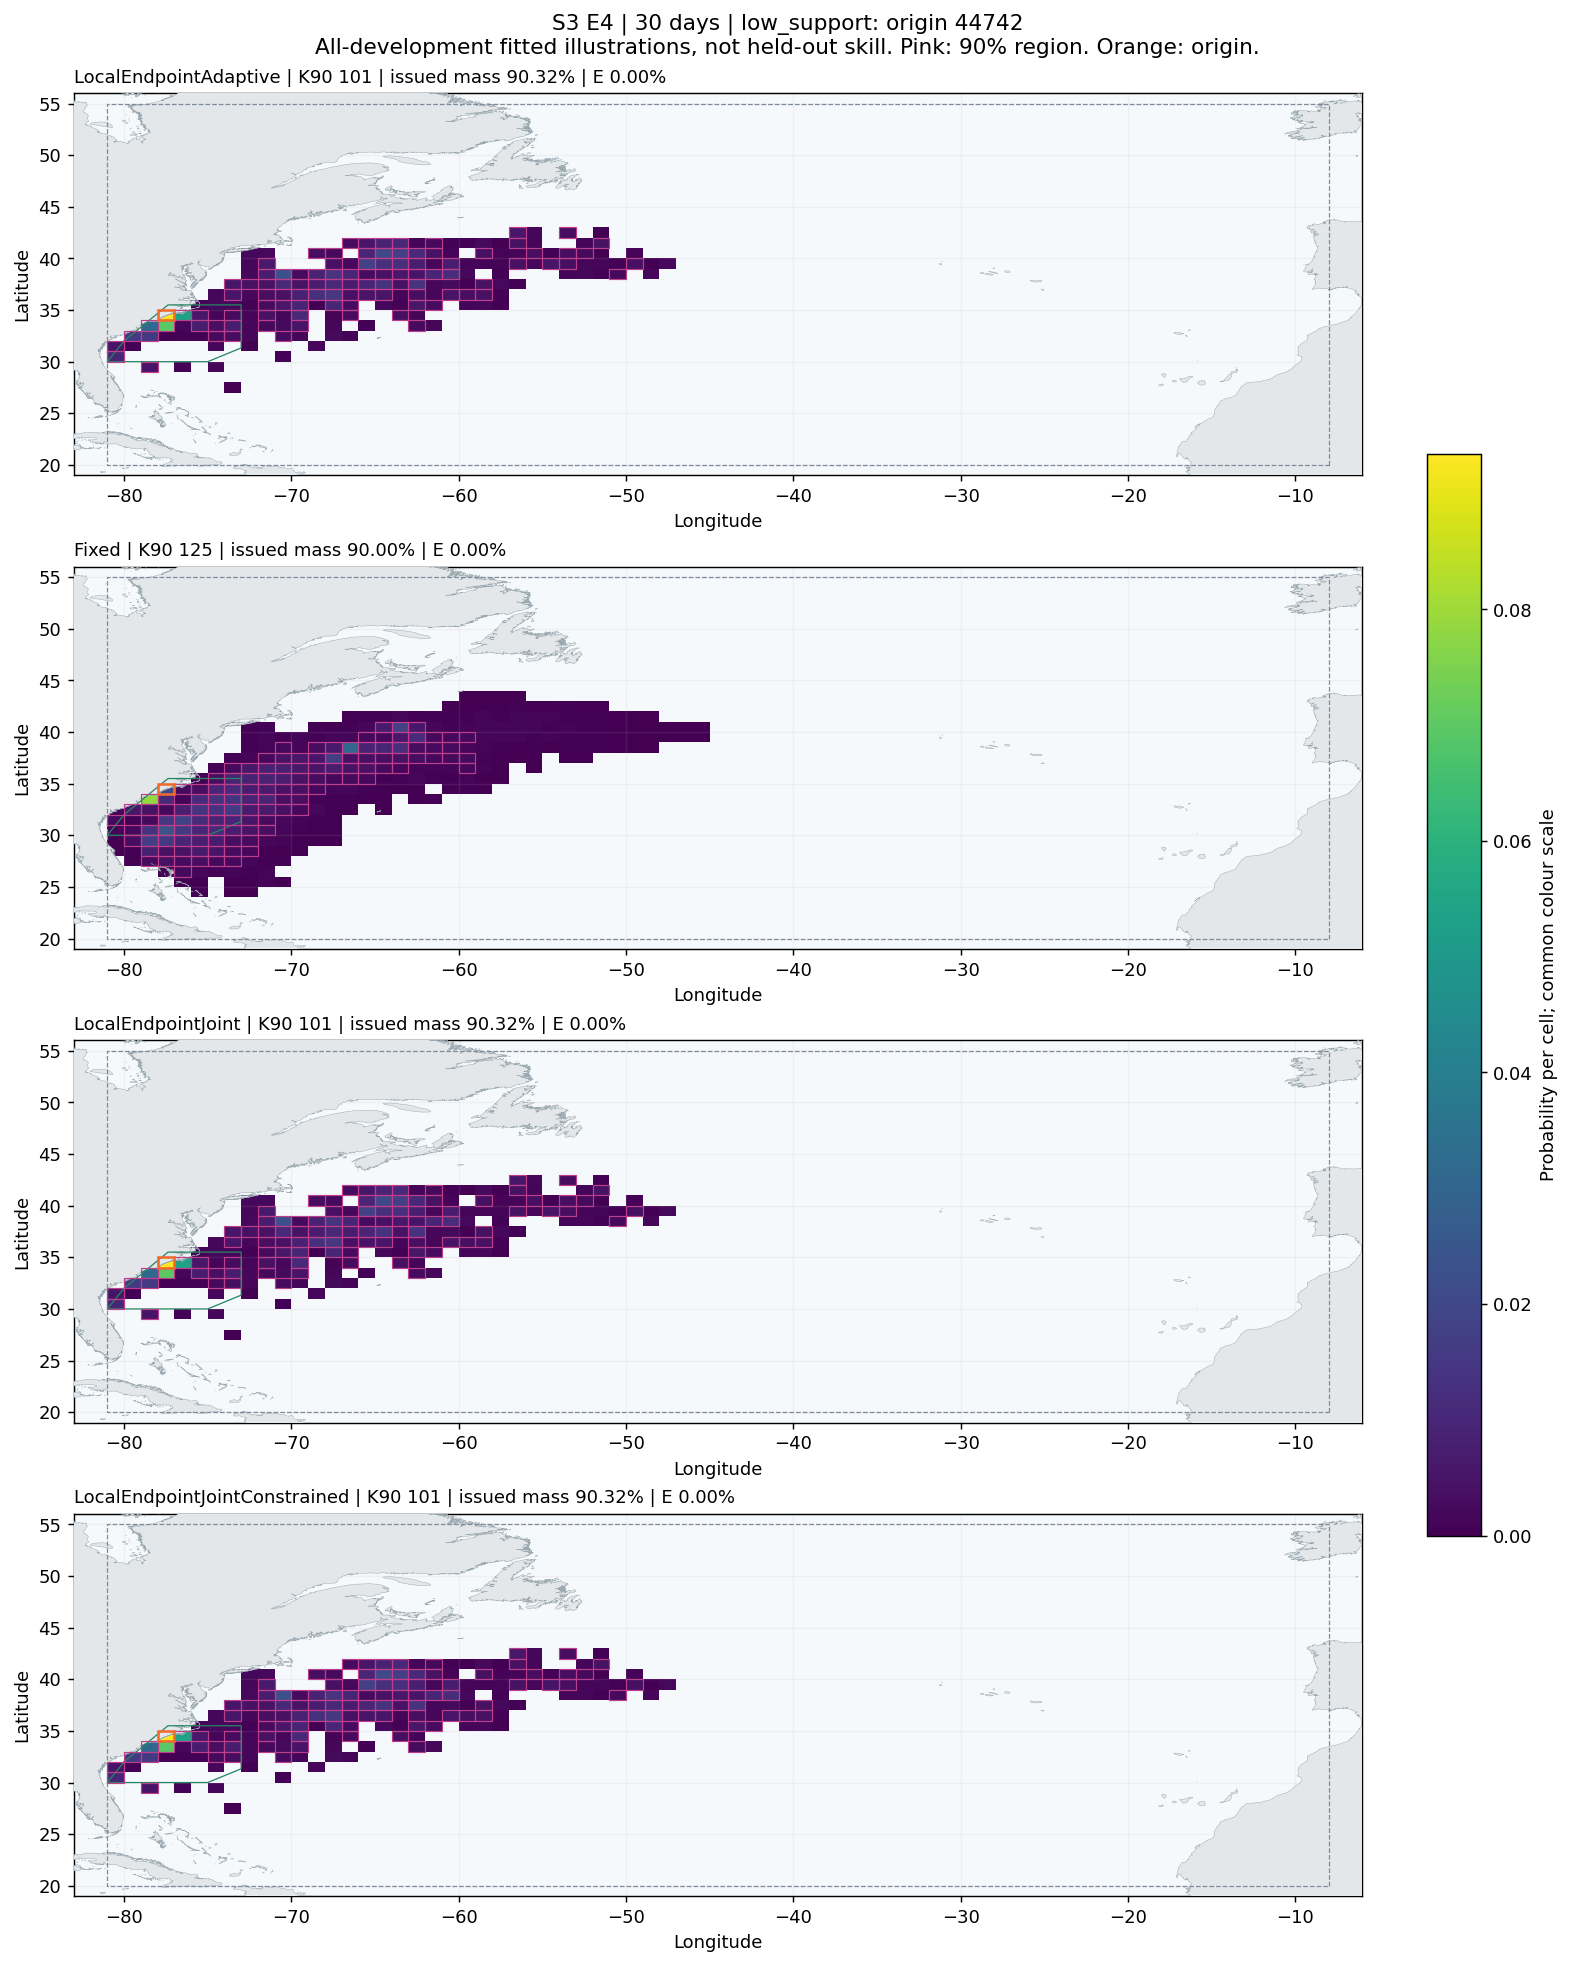 S3 E4 | 30 days | low_support: origin 44742
All-development fitted illustrations, not held-out skill. Pink: 90% region. Orange: origin.
LocalEndpointAdaptive | K90 101 | issued mass 90.32% | E 0.00%
55
50
45
40
35
30
25
20
Latitude
−80 −70 −60 −50 −40 −30 −20 −10
Longitude
Fixed | K90 125 | issued mass 90.00% | E 0.00%
55
50
45
40
35
30
25
20
Latitude
−80 −70 −60 −50 −40 −30 −20 −10
Longitude
LocalEndpointJoint | K90 101 | issued mass 90.32% | E 0.00%
55
50
45
40
35
30
25
20
Latitude
−80 −70 −60 −50 −40 −30 −20 −10
Longitude
LocalEndpointJointConstrained | K90 101 | issued mass 90.32% | E 0.00%
55
50
45
40
35
30
25
20
Latitude
−80 −70 −60 −50 −40 −30 −20 −10
Longitude
0.08
0.06
0.04
0.02
0.00
Probability per cell; common colour scale